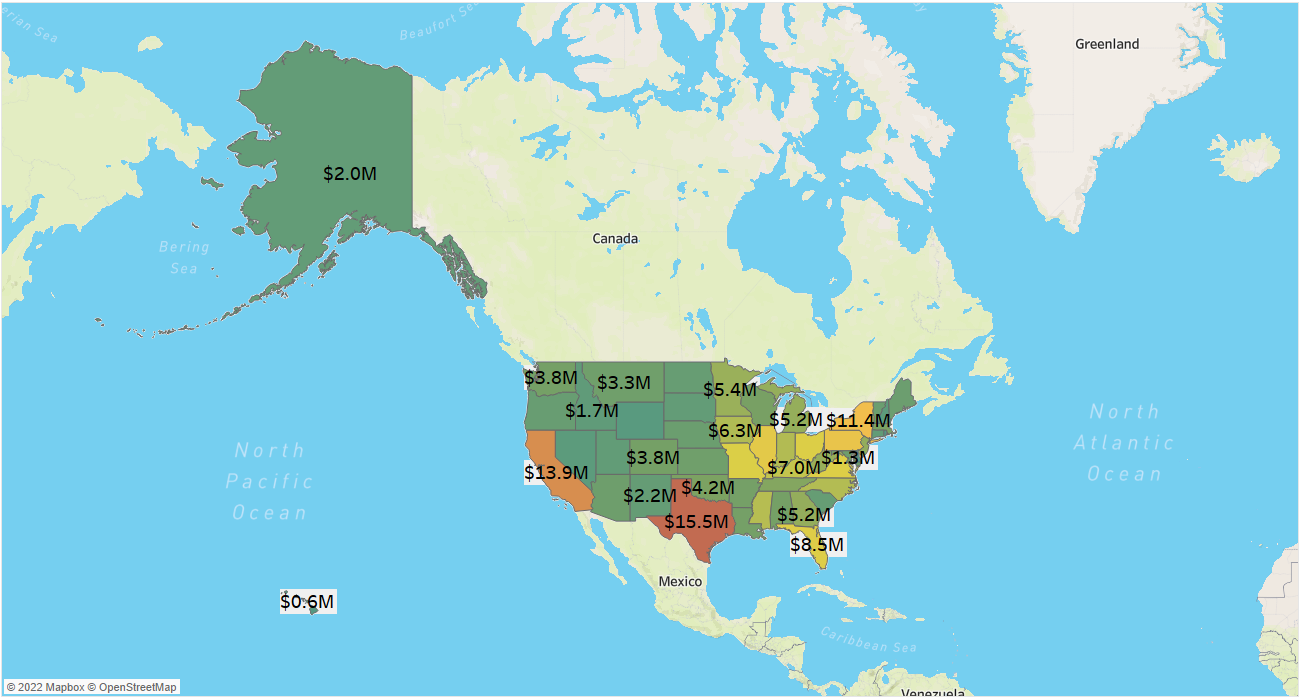 Greenland
Beaufort Se
$2.0M
Canada
Bering
Sea
$3.8M
$3.3M
$5.4M
$1.7M
$5.2M
$11.4M
$6.3M
North
Atlantic
Ocean
North
Pacific
Ocean
$13.9M
$3.8M
$7.0M
$1.3M
$2.2M
$4.2M
$15.5M
$5.2M
$8.5M
Mexico
$0.6M
Caribbean Sea
Venezuela
© 2022 Mapbox © OpenStreetMap